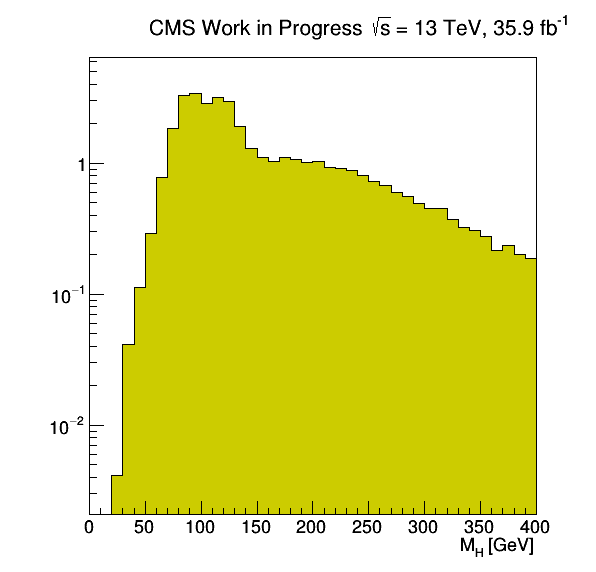 CMS Work in Progress √s = 13 TeV, 35.9 fb⁻¹
1
10⁻¹
10⁻²
0 50 100 150 200 250 300 350 400
M_H [GeV]